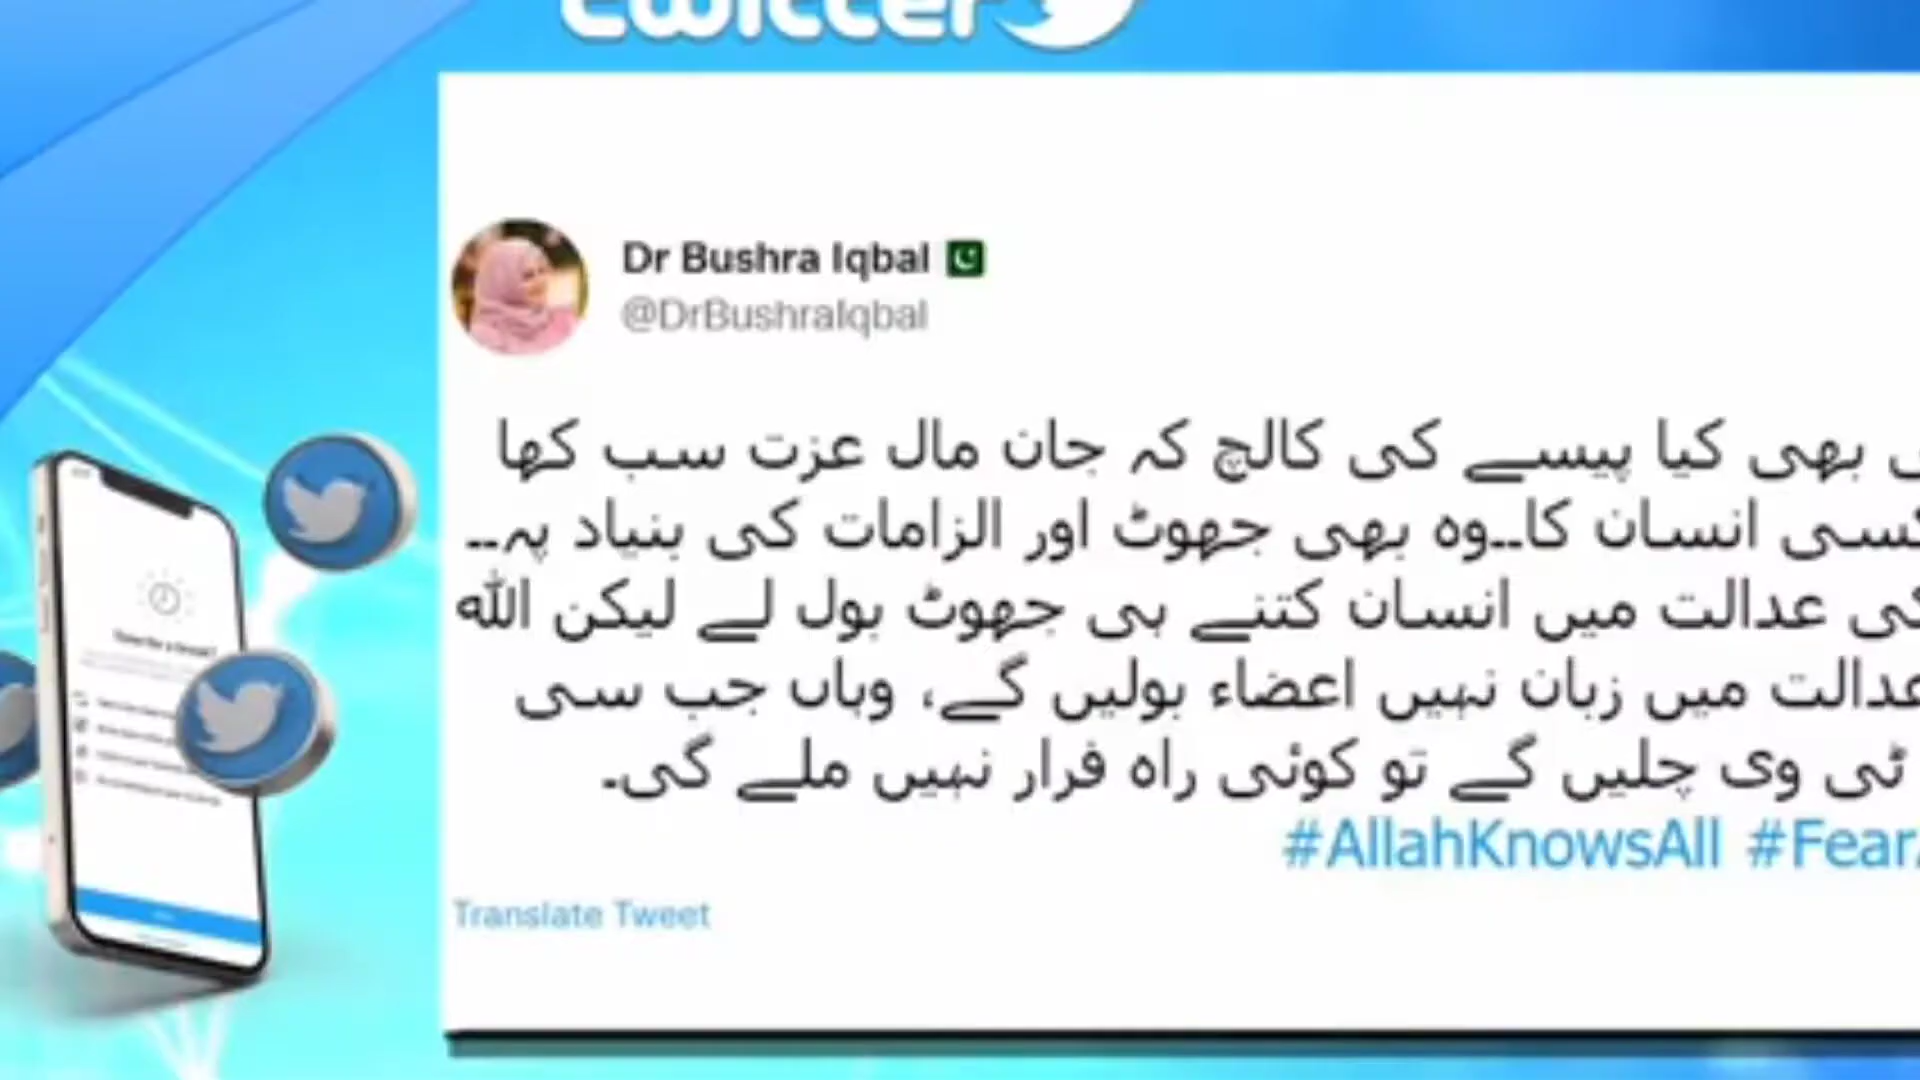 twitter
Dr Bushra Iqbal
@DrBushraIqbal
بھی کیا پیسے کی کالچ کہ جان مال عزت سب کھا
کسی انسان کا۔۔وہ بھی جھوٹ اور الزامات کی بنیاد پہ۔۔
کی عدالت میں انسان کتنے ہی جھوٹ بول لے لیکن اللہ
عدالت میں زبان نہیں اعضاء بولیں گے، وہاں جب سی
ٹی وی چلیں گے تو کوئی راہ فرار نہیں ملے گی۔
#AllahKnowsAll #Fear
Translate Tweet